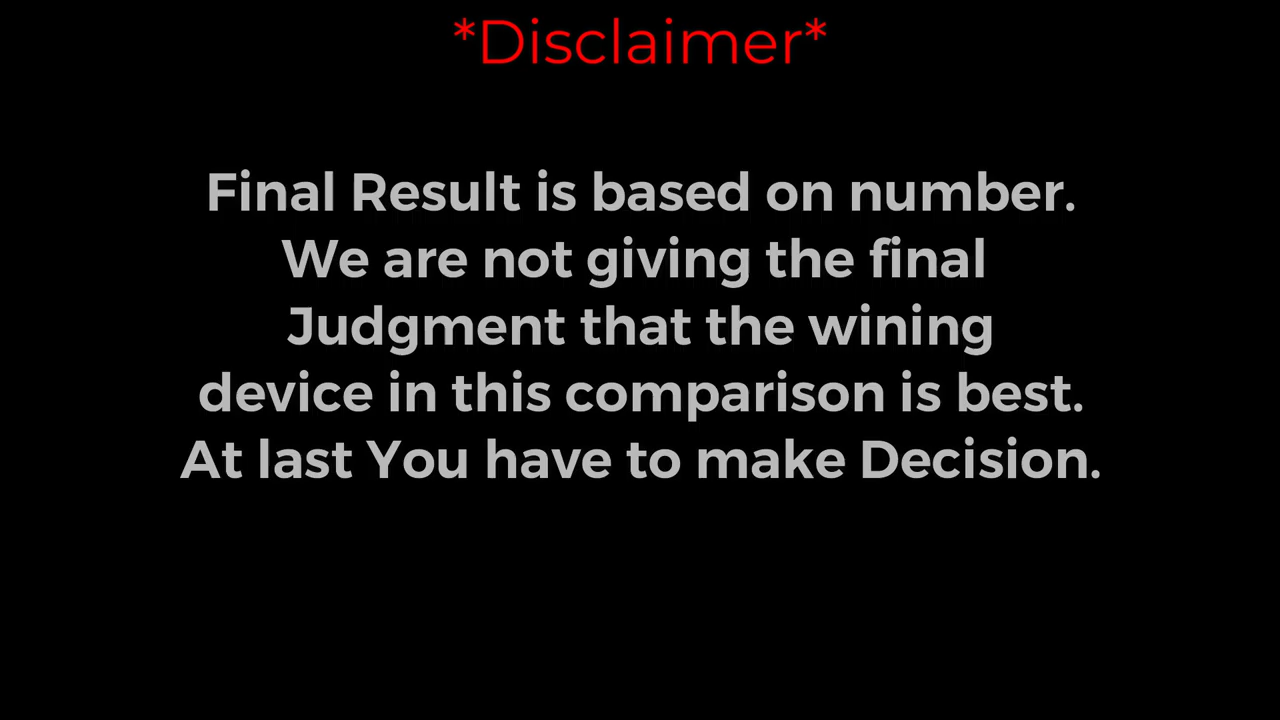 *Disclaimer*
Final Result is based on number.
We are not giving the final
Judgment that the wining
device in this comparison is best.
At last You have to make Decision.